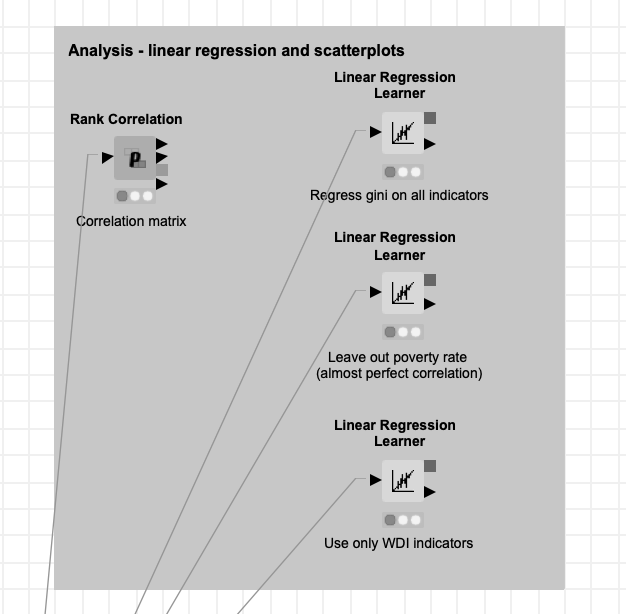 Analysis - linear regression and scatterplots
Rank Correlation
p
Correlation matrix
Linear Regression
Learner
Regress gini on all indicators
Linear Regression
Learner
Leave out poverty rate
(almost perfect correlation)
Linear Regression
Learner
Use only WDI indicators